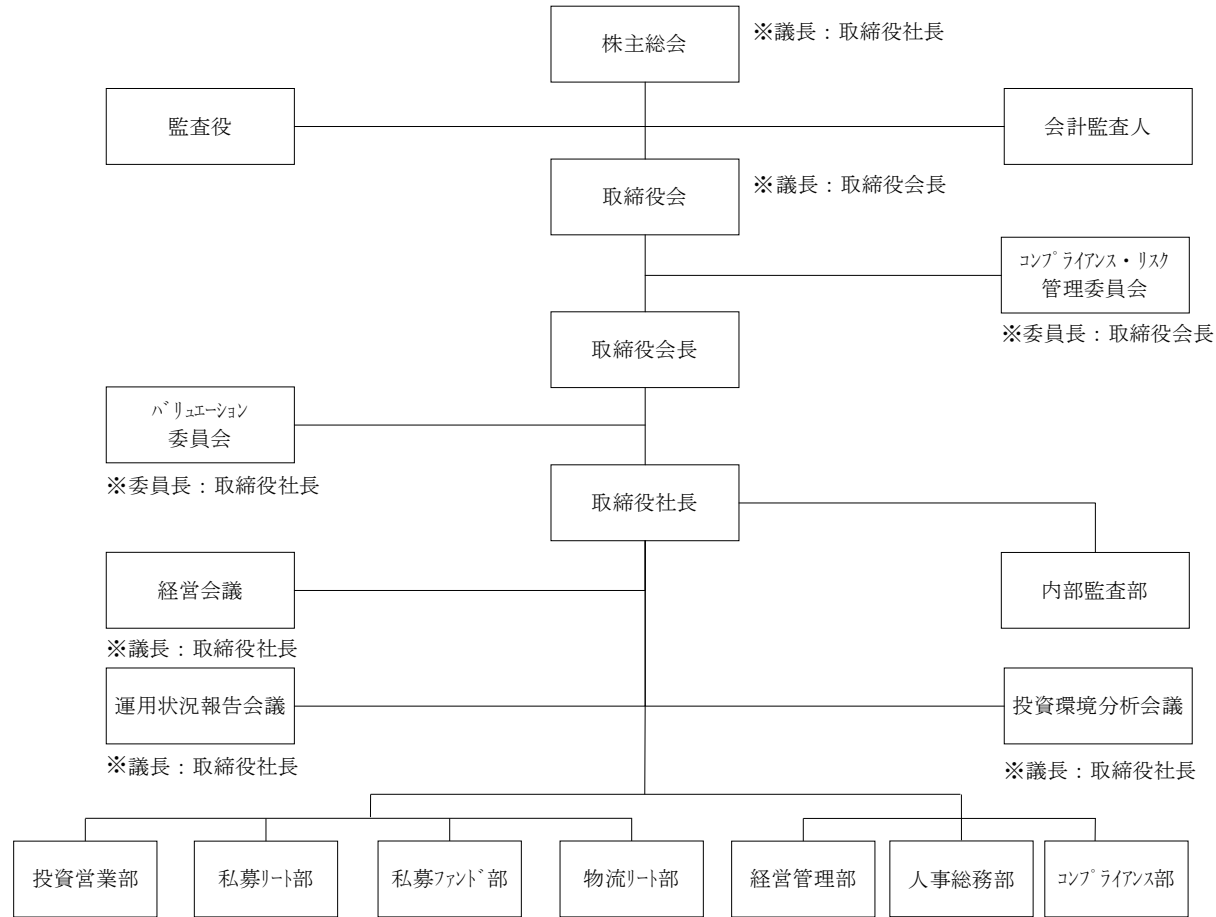 株主総会
※議長：取締役社長
監査役
会計監査人
取締役会
※議長：取締役会長
ｺﾝﾌﾟﾗｲｱﾝｽ・ﾘｽｸ
管理委員会
※委員長：取締役会長
取締役会長
ﾊﾞﾘｭｴｰｼｮﾝ
委員会
※委員長：取締役社長
取締役社長
経営会議
※議長：取締役社長
内部監査部
運用状況報告会議
※議長：取締役社長
投資環境分析会議
※議長：取締役社長
投資営業部
私募ﾘｰﾄ部
私募ﾌｧﾝﾄﾞ部
物流ﾘｰﾄ部
経営管理部
人事総務部
ｺﾝﾌﾟﾗｲｱﾝｽ部